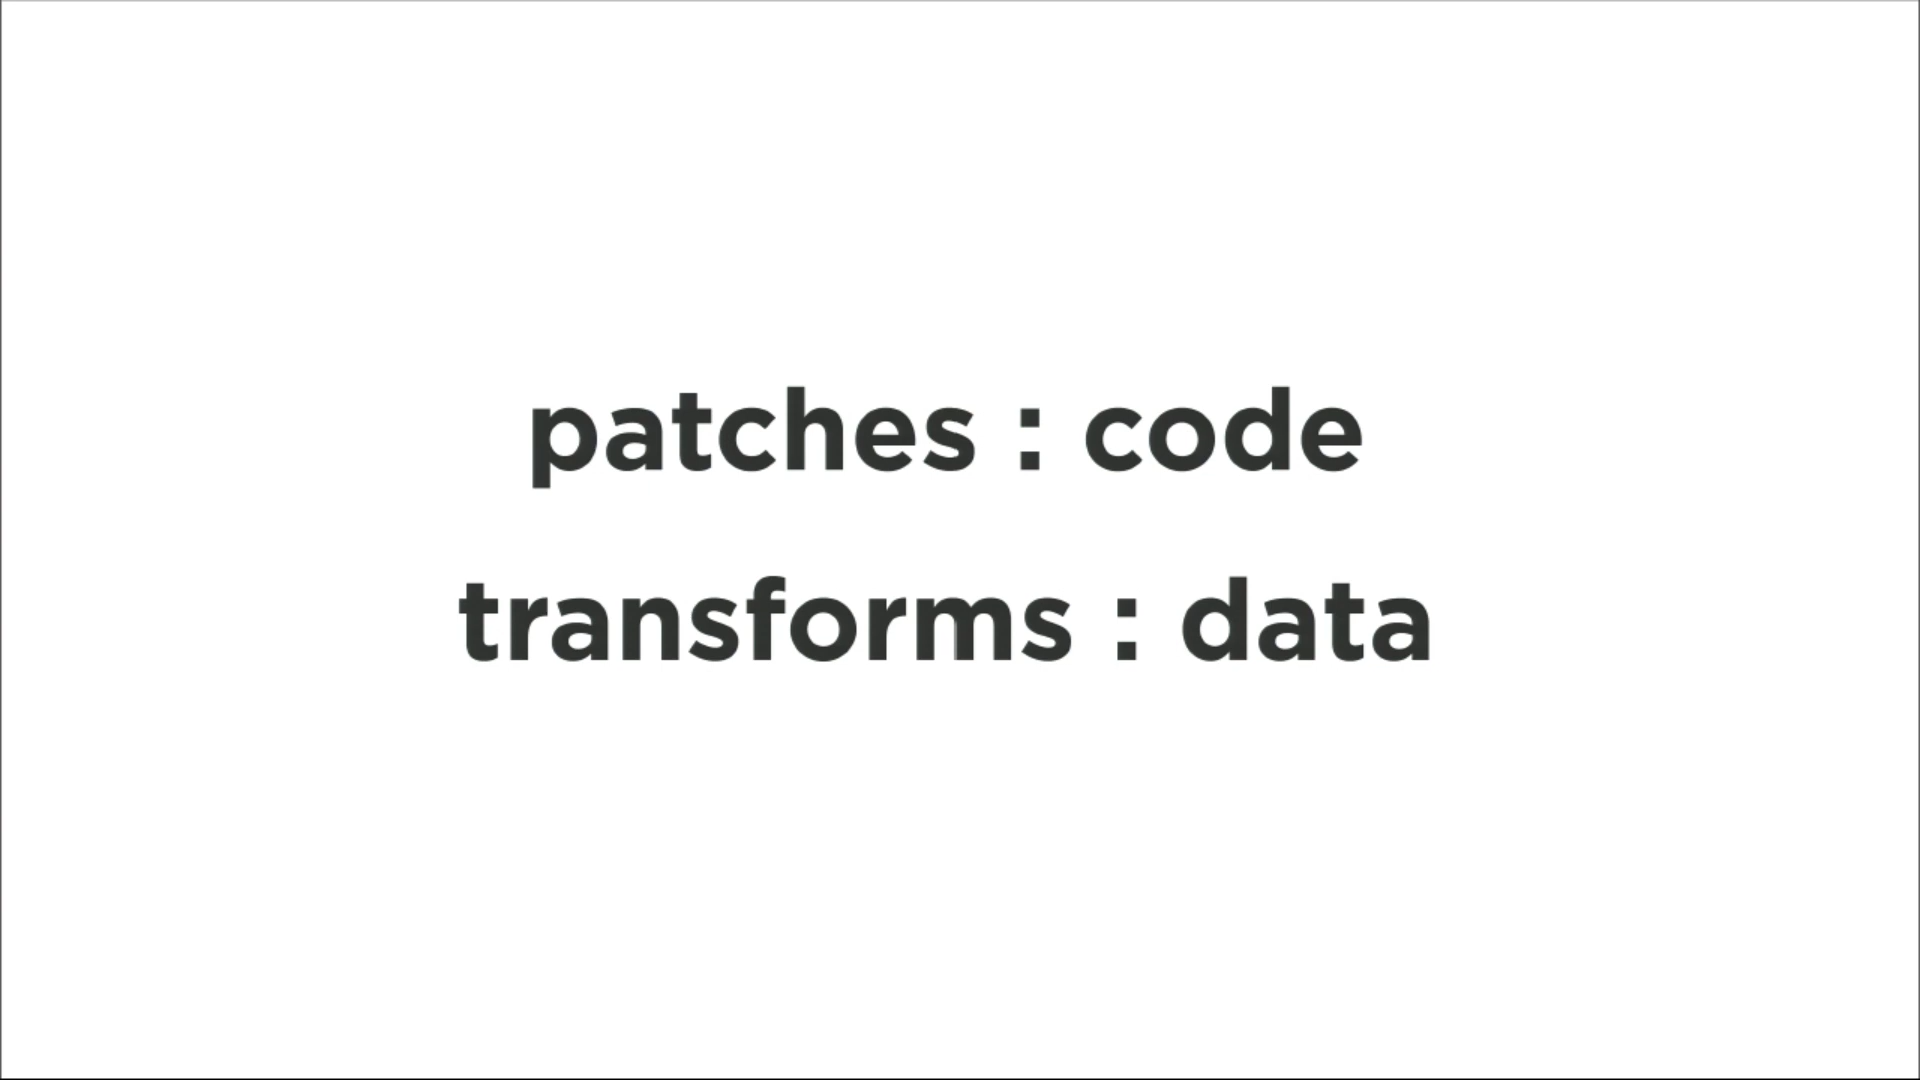 patches : code
transforms : data